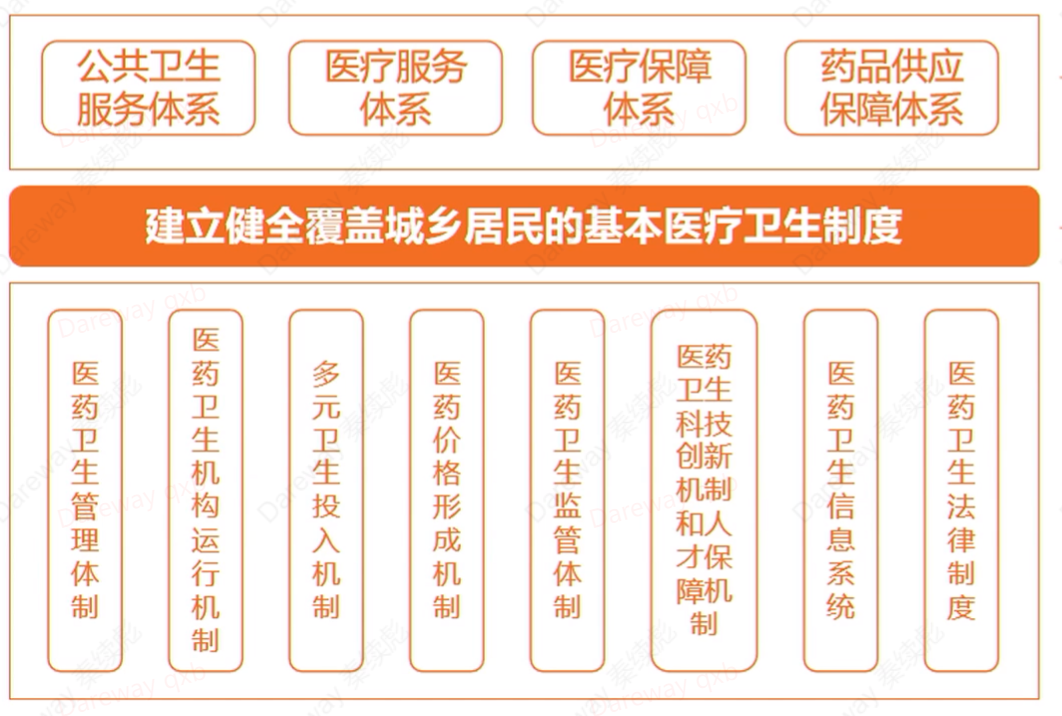 公共卫生
服务体系
医疗服务
体系
医疗保障
体系
药品供应
保障体系
建立健全覆盖城乡居民的基本医疗卫生制度
医药卫生管理体制
医药卫生机构运行机制
多元卫生投入机制
医药价格形成机制
医药卫生监管体制
医药
卫生
科技
创新
机制
和人
才保
障机
制
医药卫生信息系统
医药卫生法律制度
Dareway 秦续彪
Dareway qxb